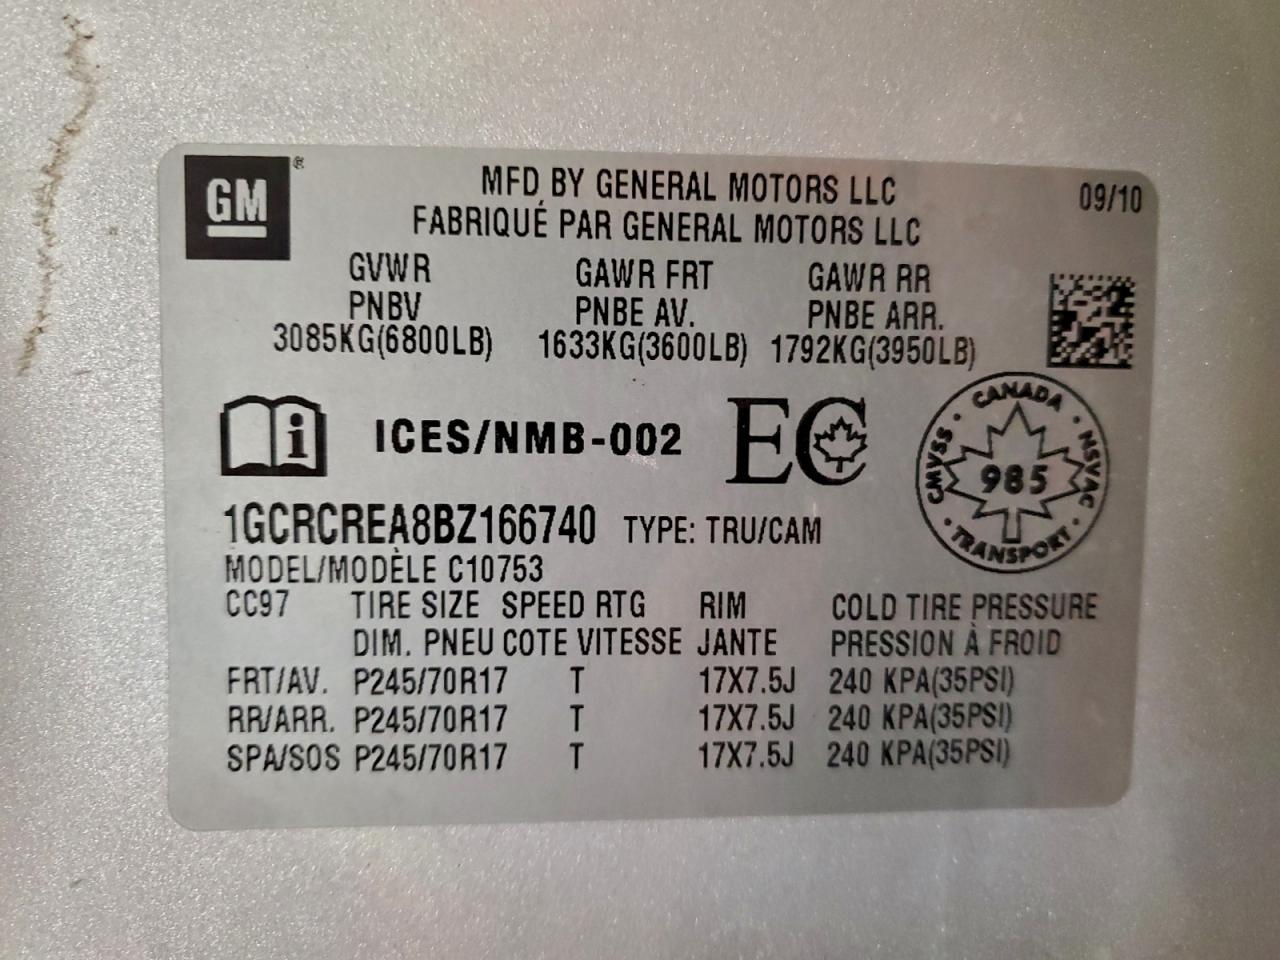 GM ®
MFD BY GENERAL MOTORS LLC
09/10
FABRIQUÉ PAR GENERAL MOTORS LLC
GVWR GAWR FRT GAWR RR
PNBV PNBE AV. PNBE ARR.
3085KG(6800LB) 1633KG(3600LB) 1792KG(3950LB)
i ICES/NMB-002 EC
CANADA
CMVSS 985 NSVAC
TRANSPORT
1GCRCREA8BZ166740 TYPE: TRU/CAM
MODEL/MODÈLE C10753
CC97 TIRE SIZE SPEED RTG RIM COLD TIRE PRESSURE
DIM. PNEU COTE VITESSE JANTE PRESSION À FROID
FRT/AV. P245/70R17 T 17X7.5J 240 KPA(35PSI)
RR/ARR. P245/70R17 T 17X7.5J 240 KPA(35PSI)
SPA/SOS P245/70R17 T 17X7.5J 240 KPA(35PSI)